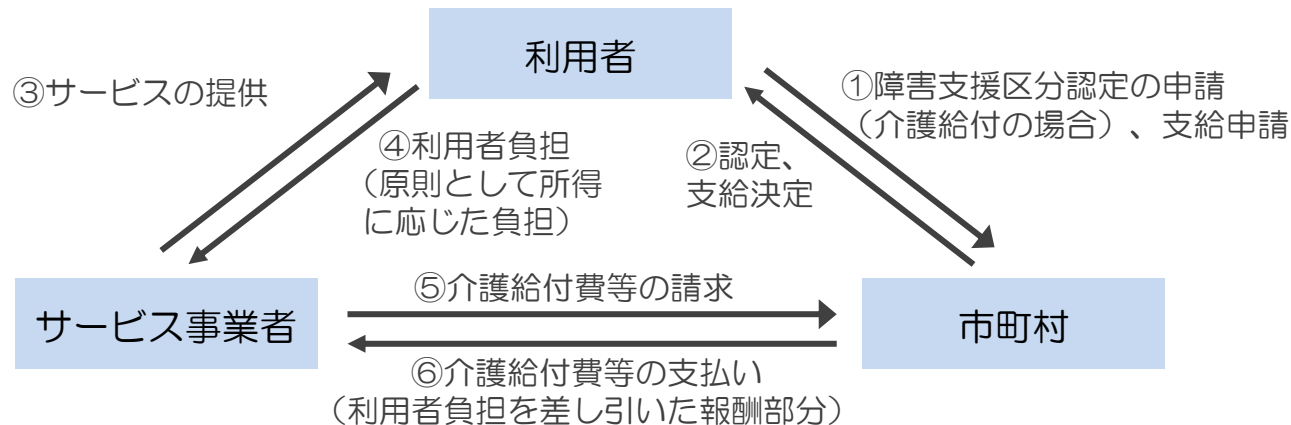 利用者
③サービスの提供
①障害支援区分認定の申請
（介護給付の場合）、支給申請
④利用者負担
（原則として所得
に応じた負担）
②認定、
支給決定
⑤介護給付費等の請求
サービス事業者
市町村
⑥介護給付費等の支払い
（利用者負担を差し引いた報酬部分）